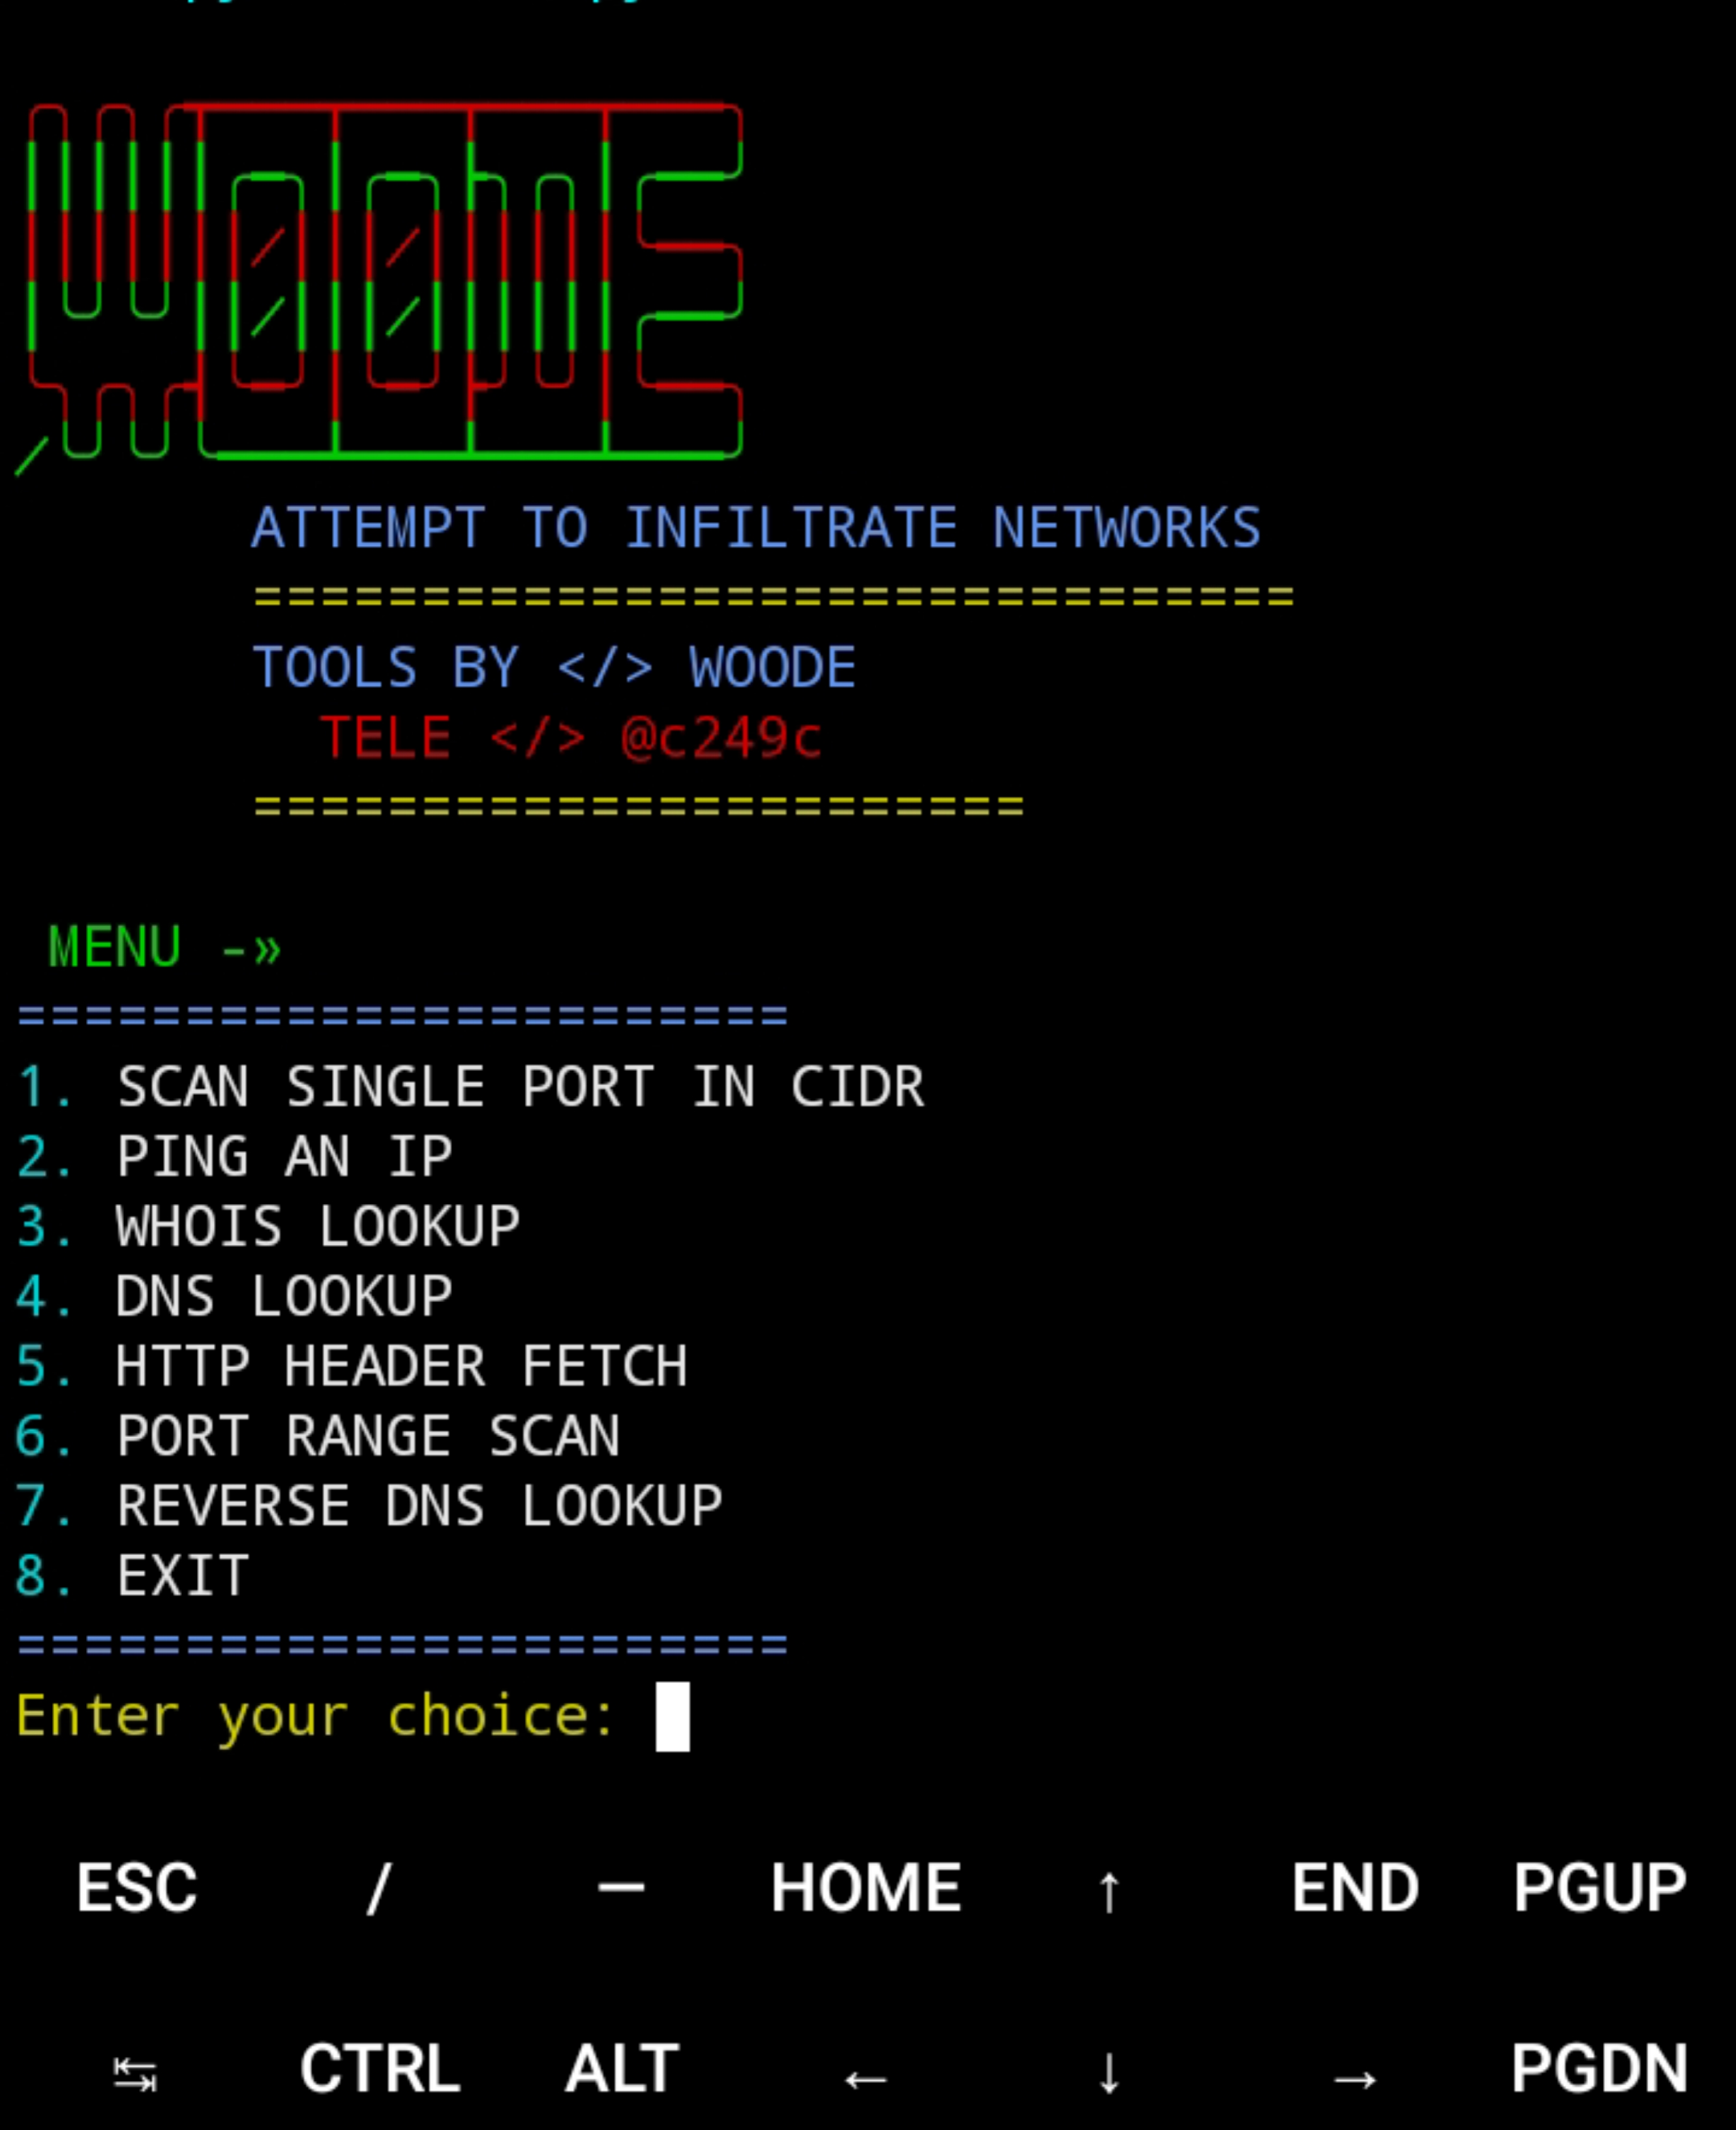 WOODE
ATTEMPT TO INFILTRATE NETWORKS
===============================
TOOLS BY </> WOODE
TELE </> @c249c
=======================
MENU -»
=======================
1. SCAN SINGLE PORT IN CIDR
2. PING AN IP
3. WHOIS LOOKUP
4. DNS LOOKUP
5. HTTP HEADER FETCH
6. PORT RANGE SCAN
7. REVERSE DNS LOOKUP
8. EXIT
=======================
Enter your choice:
ESC / — HOME ↑ END PGUP
↹ CTRL ALT ← ↓ → PGDN